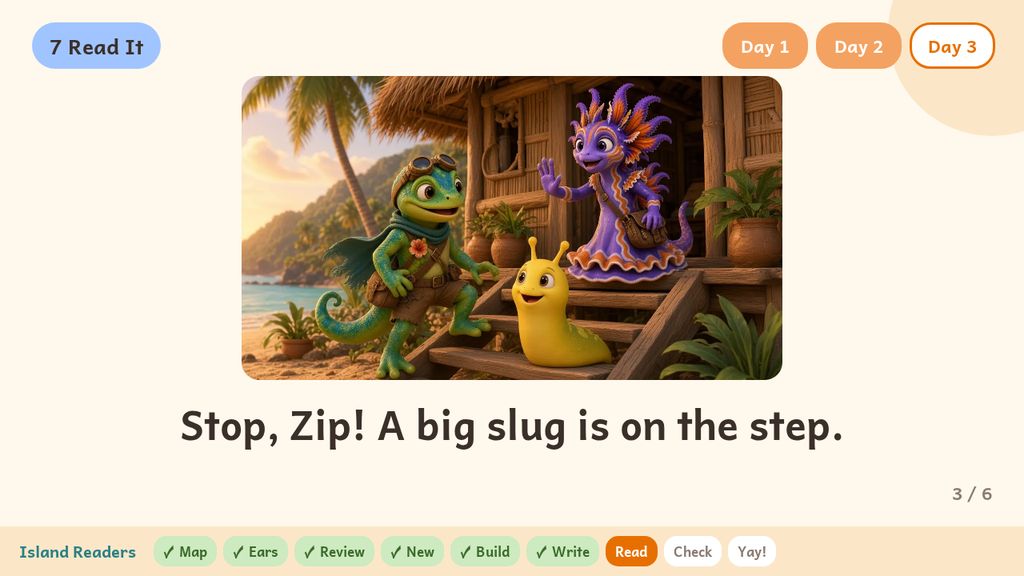 7 Read It
Day 1 Day 2 Day 3
Stop, Zip! A big slug is on the step.
3 / 6
Island Readers ✓ Map ✓ Ears ✓ Review ✓ New ✓ Build ✓ Write Read Check Yay!